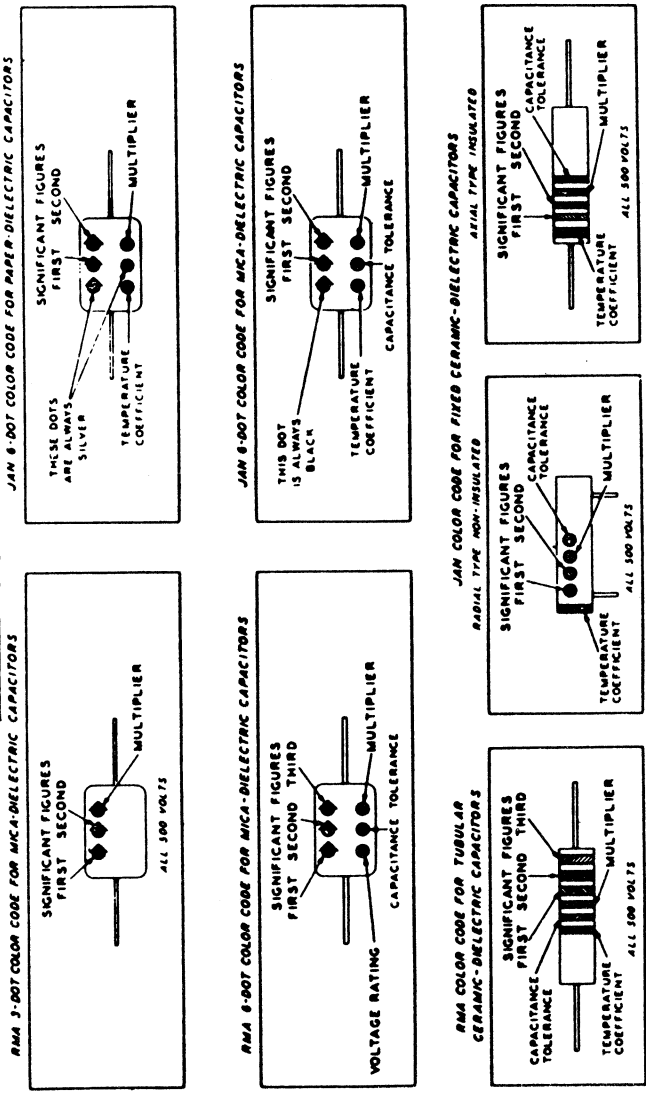 RMA 3-DOT COLOR CODE FOR MICA-DIELECTRIC CAPACITORS
SIGNIFICANT FIGURES
FIRST SECOND
MULTIPLIER
ALL 500 VOLTS
JAN 6-DOT COLOR CODE FOR PAPER-DIELECTRIC CAPACITORS
THESE DOTS
ARE ALWAYS
SILVER
SIGNIFICANT FIGURES
FIRST SECOND
TEMPERATURE
COEFFICIENT
MULTIPLIER
RMA 6-DOT COLOR CODE FOR MICA-DIELECTRIC CAPACITORS
SIGNIFICANT FIGURES
FIRST SECOND THIRD
VOLTAGE RATING
MULTIPLIER
CAPACITANCE TOLERANCE
JAN 6-DOT COLOR CODE FOR MICA-DIELECTRIC CAPACITORS
THIS DOT
IS ALWAYS
BLACK
SIGNIFICANT FIGURES
FIRST SECOND
TEMPERATURE
COEFFICIENT
MULTIPLIER
CAPACITANCE TOLERANCE
RMA COLOR CODE FOR TUBULAR
CERAMIC-DIELECTRIC CAPACITORS
CAPACITANCE
TOLERANCE
SIGNIFICANT FIGURES
FIRST SECOND THIRD
TEMPERATURE
COEFFICIENT
MULTIPLIER
ALL 500 VOLTS
JAN COLOR CODE FOR FIXED CERAMIC-DIELECTRIC CAPACITORS
RADIAL TYPE NON-INSULATED
SIGNIFICANT FIGURES
FIRST SECOND
CAPACITANCE
TOLERANCE
MULTIPLIER
TEMPERATURE
COEFFICIENT
ALL 500 VOLTS
AXIAL TYPE INSULATED
SIGNIFICANT FIGURES
FIRST SECOND
CAPACITANCE
TOLERANCE
MULTIPLIER
TEMPERATURE
COEFFICIENT
ALL 500 VOLTS